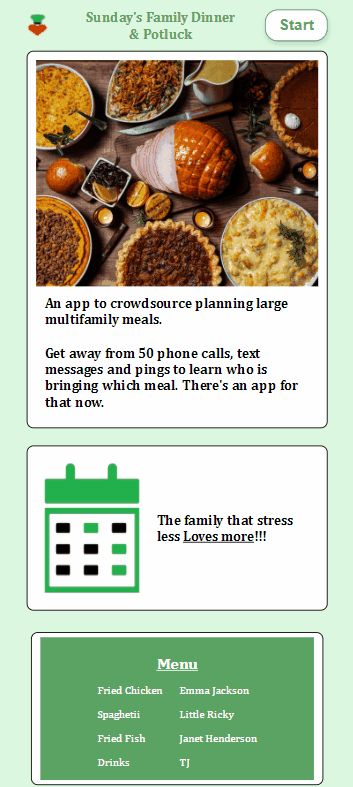 Sunday's Family Dinner
& Potluck
Start
An app to crowdsource planning large
multifamily meals.
Get away from 50 phone calls, text
messages and pings to learn who is
bringing which meal. There's an app for
that now.
The family that stress
less Loves more!!!
Menu
Fried Chicken Emma Jackson
Spaghetii Little Ricky
Fried Fish Janet Henderson
Drinks TJ